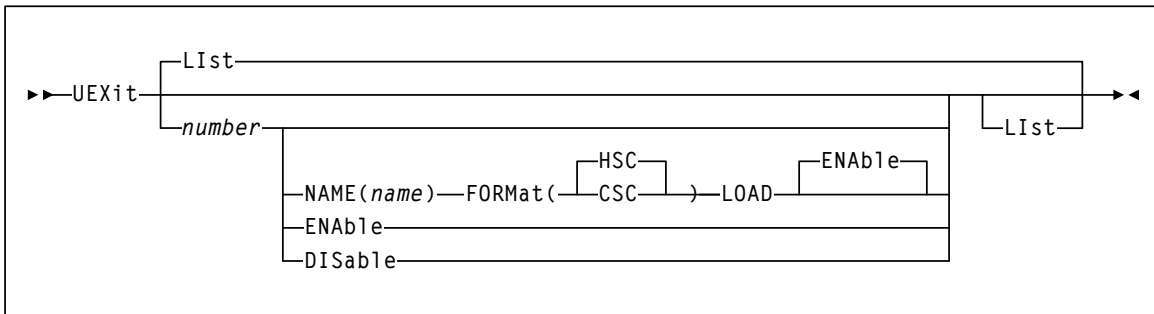 LIst
UEXit
number
LIst
HSC
ENAble
NAME(name) FORMat( CSC ) LOAD
ENAble
DISable